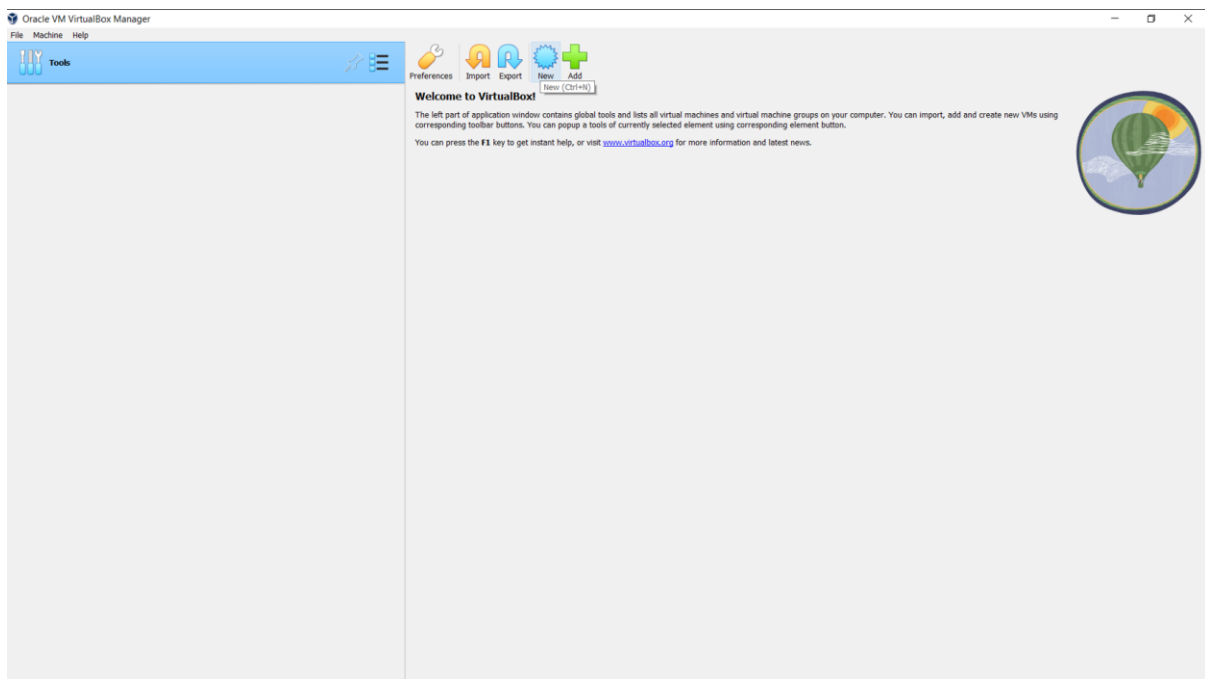 Oracle VM VirtualBox Manager
File Machine Help
Tools
Preferences Import Export New Add
New (Ctrl+N)
Welcome to VirtualBox!
The left part of application window contains global tools and lists all virtual machines and virtual machine groups on your computer. You can import, add and create new VMs using
corresponding toolbar buttons. You can popup a tools of currently selected element using corresponding element button.
You can press the F1 key to get instant help, or visit www.virtualbox.org for more information and latest news.